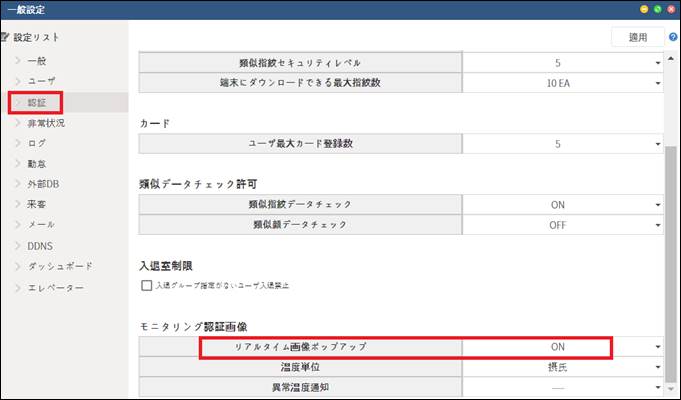 一般設定
設定リスト
適用
一般
ユーザ
認証
非常状況
ログ
勤怠
外部DB
来客
メール
DDNS
ダッシュボード
エレベーター
類似指紋セキュリティレベル 5
端末にダウンロードできる最大指紋数 10 EA
カード
ユーザ最大カード登録数 5
類似データチェック許可
類似指紋データチェック ON
類似顔データチェック OFF
入退室制限
入退グループ指定がないユーザ入退禁止
モニタリング認証画像
リアルタイム画像ポップアップ ON
温度単位 摂氏
異常温度通知 ----